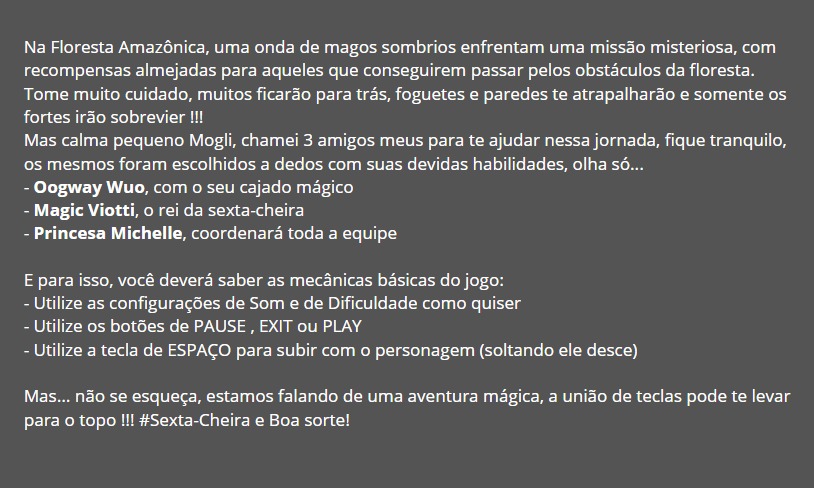 Na Floresta Amazônica, uma onda de magos sombrios enfrentam uma missão misteriosa, com
recompensas almejadas para aqueles que conseguirem passar pelos obstáculos da floresta.
Tome muito cuidado, muitos ficarão para trás, foguetes e paredes te atrapalharão e somente os
fortes irão sobrevier !!!
Mas calma pequeno Mogli, chamei 3 amigos meus para te ajudar nessa jornada, fique tranquilo,
os mesmos foram escolhidos a dedos com suas devidas habilidades, olha só...
- Oogway Wuo, com o seu cajado mágico
- Magic Viotti, o rei da sexta-cheira
- Princesa Michelle, coordenará toda a equipe
E para isso, você deverá saber as mecânicas básicas do jogo:
- Utilize as configurações de Som e de Dificuldade como quiser
- Utilize os botões de PAUSE , EXIT ou PLAY
- Utilize a tecla de ESPAÇO para subir com o personagem (soltando ele desce)
Mas... não se esqueça, estamos falando de uma aventura mágica, a união de teclas pode te levar
para o topo !!! #Sexta-Cheira e Boa sorte!